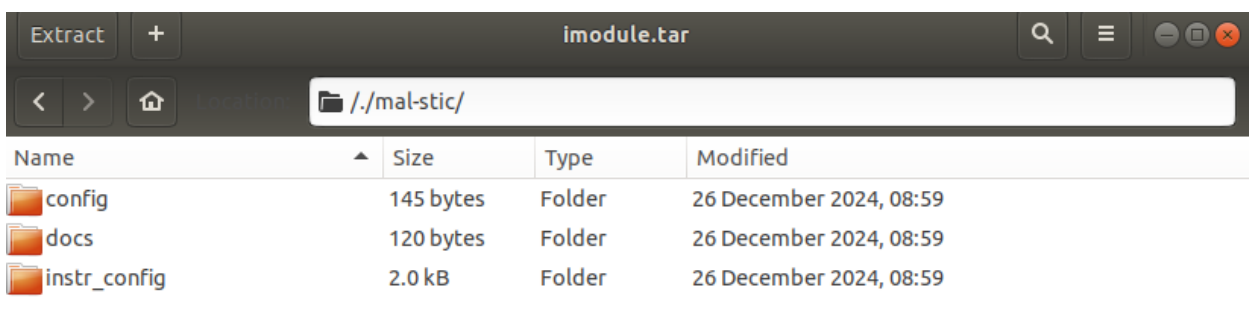 Extract + imodule.tar
Location: /./mal-stic/
Name Size Type Modified
config 145 bytes Folder 26 December 2024, 08:59
docs 120 bytes Folder 26 December 2024, 08:59
instr_config 2.0 kB Folder 26 December 2024, 08:59